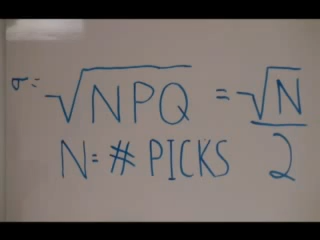 σ: √NPQ = √N/2
N = # PICKS